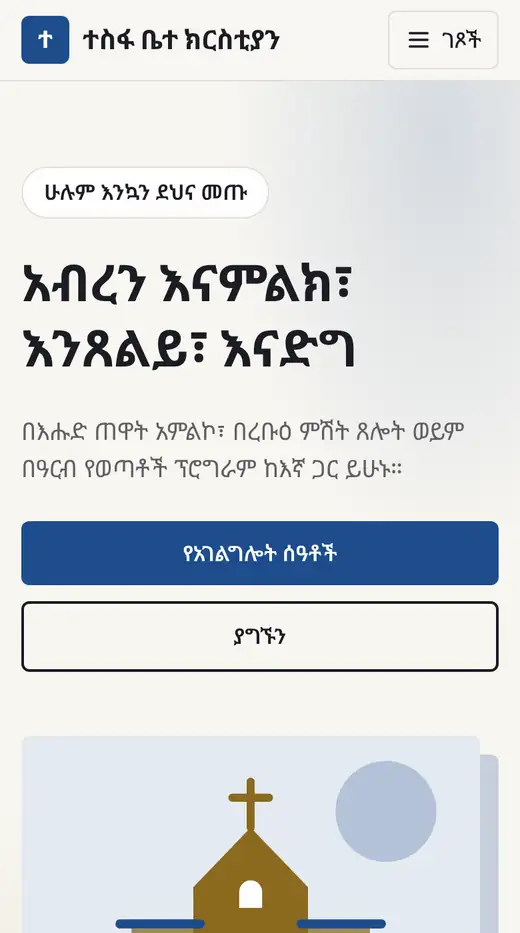 ተ
ተስፋ ቤተ ክርስቲያን
ገጾች
ሁሉም እንኳን ደህና መጡ
አብረን እናምልክ፣
እንጸልይ፣ እናድግ
በእሑድ ጠዋት አምልኮ፣ በረቡዕ ምሽት ጸሎት ወይም
በዓርብ የወጣቶች ፕሮግራም ከእኛ ጋር ይሁኑ።
የአገልግሎት ሰዓቶች
ያግኙን